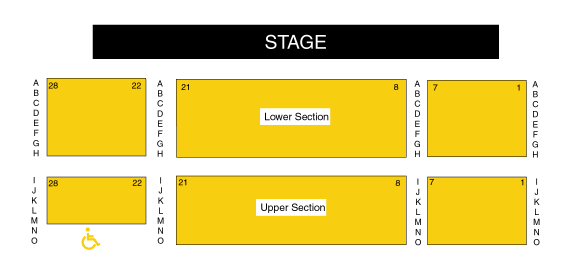 STAGE
A A A A
B 28 22 B 21 8 B 7 1 B
C C C C
D D D D
E Lower Section E E E
F F F F
G G G G
H H H H
I 28 22 I 21 8 I 7 1 I
J J J J
K K K K
L Upper Section L L L
M M M M
N N N N
O O O O